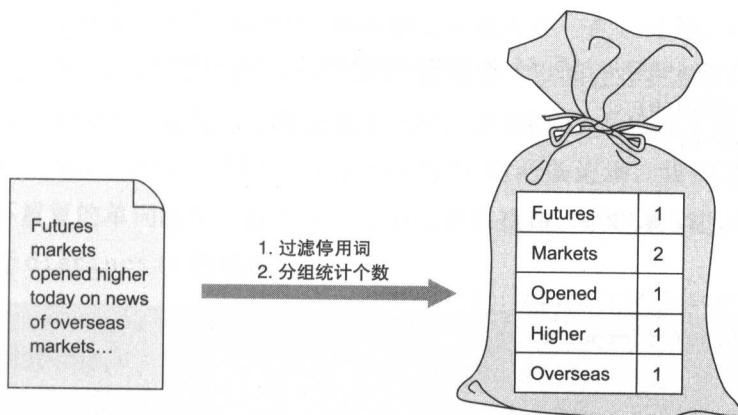 Futures
markets
opened higher
today on news
of overseas
markets…
1. 过滤停用词
2. 分组统计个数
Futures 1
Markets 2
Opened 1
Higher 1
Overseas 1